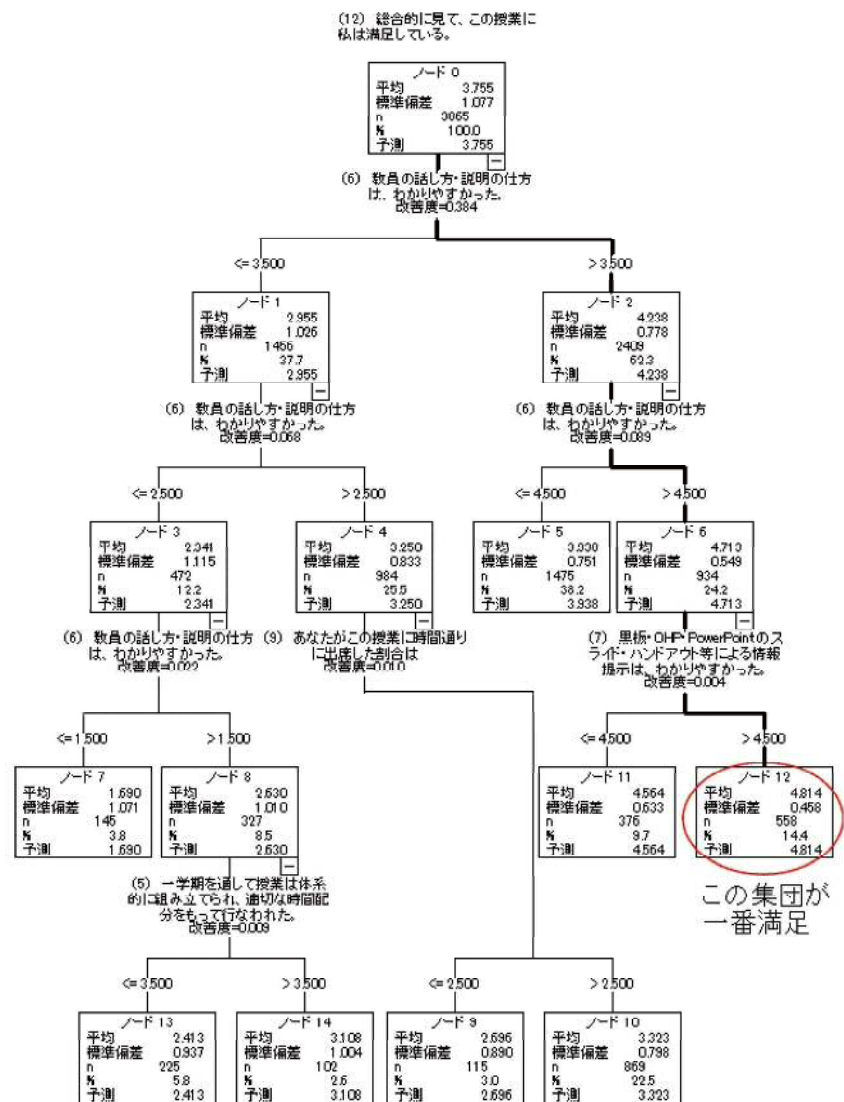 (12) 総合的に見て、この授業に
私は満足している。
ノード 0
平均 3.755
標準偏差 1.077
n 3865
% 100.0
予測 3.755
(6) 教員の話し方・説明の仕方
は、わかりやすかった。
改善度=0.384
<= 3.500
> 3.500
ノード 1
平均 2.955
標準偏差 1.026
n 1456
% 37.7
予測 2.955
ノード 2
平均 4.238
標準偏差 0.778
n 2409
% 62.3
予測 4.238
(6) 教員の話し方・説明の仕方
は、わかりやすかった。
改善度=0.068
(6) 教員の話し方・説明の仕方
は、わかりやすかった。
改善度=0.089
<= 2.500
> 2.500
<= 4.500
> 4.500
ノード 3
平均 2.341
標準偏差 1.115
n 472
% 12.2
予測 2.341
ノード 4
平均 3.250
標準偏差 0.833
n 984
% 25.5
予測 3.250
ノード 5
平均 3.938
標準偏差 0.751
n 1475
% 38.2
予測 3.938
ノード 6
平均 4.713
標準偏差 0.549
n 934
% 24.2
予測 4.713
(6) 教員の話し方・説明の仕方
は、わかりやすかった。
改善度=0.022
(9) あなたがこの授業に時間通り
に出席した割合は
改善度=0.010
(7) 黒板・OHP・PowerPointのス
ライド・ハンドアウト等による情報
提示は、わかりやすかった。
改善度=0.004
<= 1.500
> 1.500
<= 4.500
> 4.500
ノード 7
平均 1.690
標準偏差 1.071
n 145
% 3.8
予測 1.690
ノード 8
平均 2.630
標準偏差 1.010
n 327
% 8.5
予測 2.630
ノード 11
平均 4.564
標準偏差 0.633
n 376
% 9.7
予測 4.564
ノード 12
平均 4.814
標準偏差 0.458
n 558
% 14.4
予測 4.814
この集団が
一番満足
(5) 一学期を通して授業は体系
的に組み立てられ、適切な時間配
分をもって行なわれた。
改善度=0.009
<= 3.500
> 3.500
<= 2.500
> 2.500
ノード 13
平均 2.413
標準偏差 0.937
n 225
% 5.8
予測 2.413
ノード 14
平均 3.108
標準偏差 1.004
n 102
% 2.6
予測 3.108
ノード 9
平均 2.696
標準偏差 0.890
n 115
% 3.0
予測 2.696
ノード 10
平均 3.323
標準偏差 0.798
n 869
% 22.5
予測 3.323